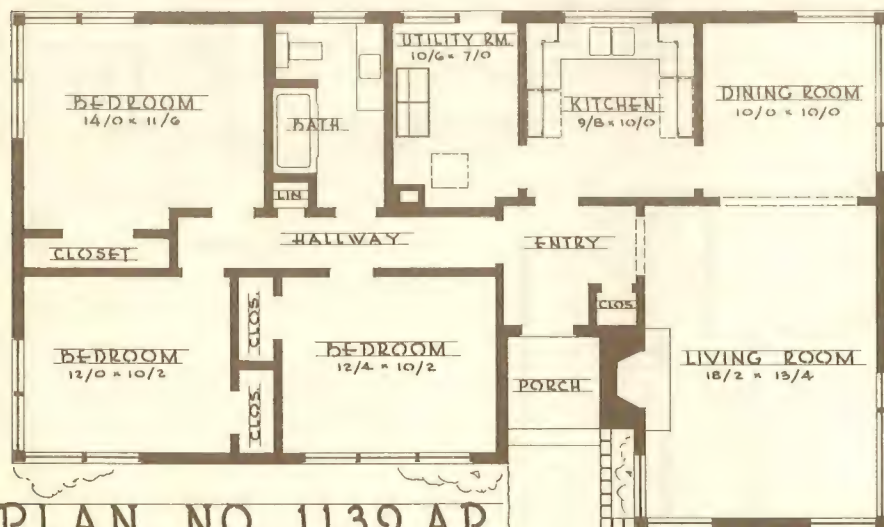 BEDROOM
14/0 × 11/6
BATH
LIN
CLOSET
UTILITY RM.
10/6 × 7/0
KITCHEN
9/8 × 10/0
DINING ROOM
10/0 × 10/0
HALLWAY
ENTRY
CLOS
BEDROOM
12/0 × 10/2
CLOS.
CLOS.
BEDROOM
12/4 × 10/2
PORCH
LIVING ROOM
18/2 × 13/4
PLAN NO. 1139 AP